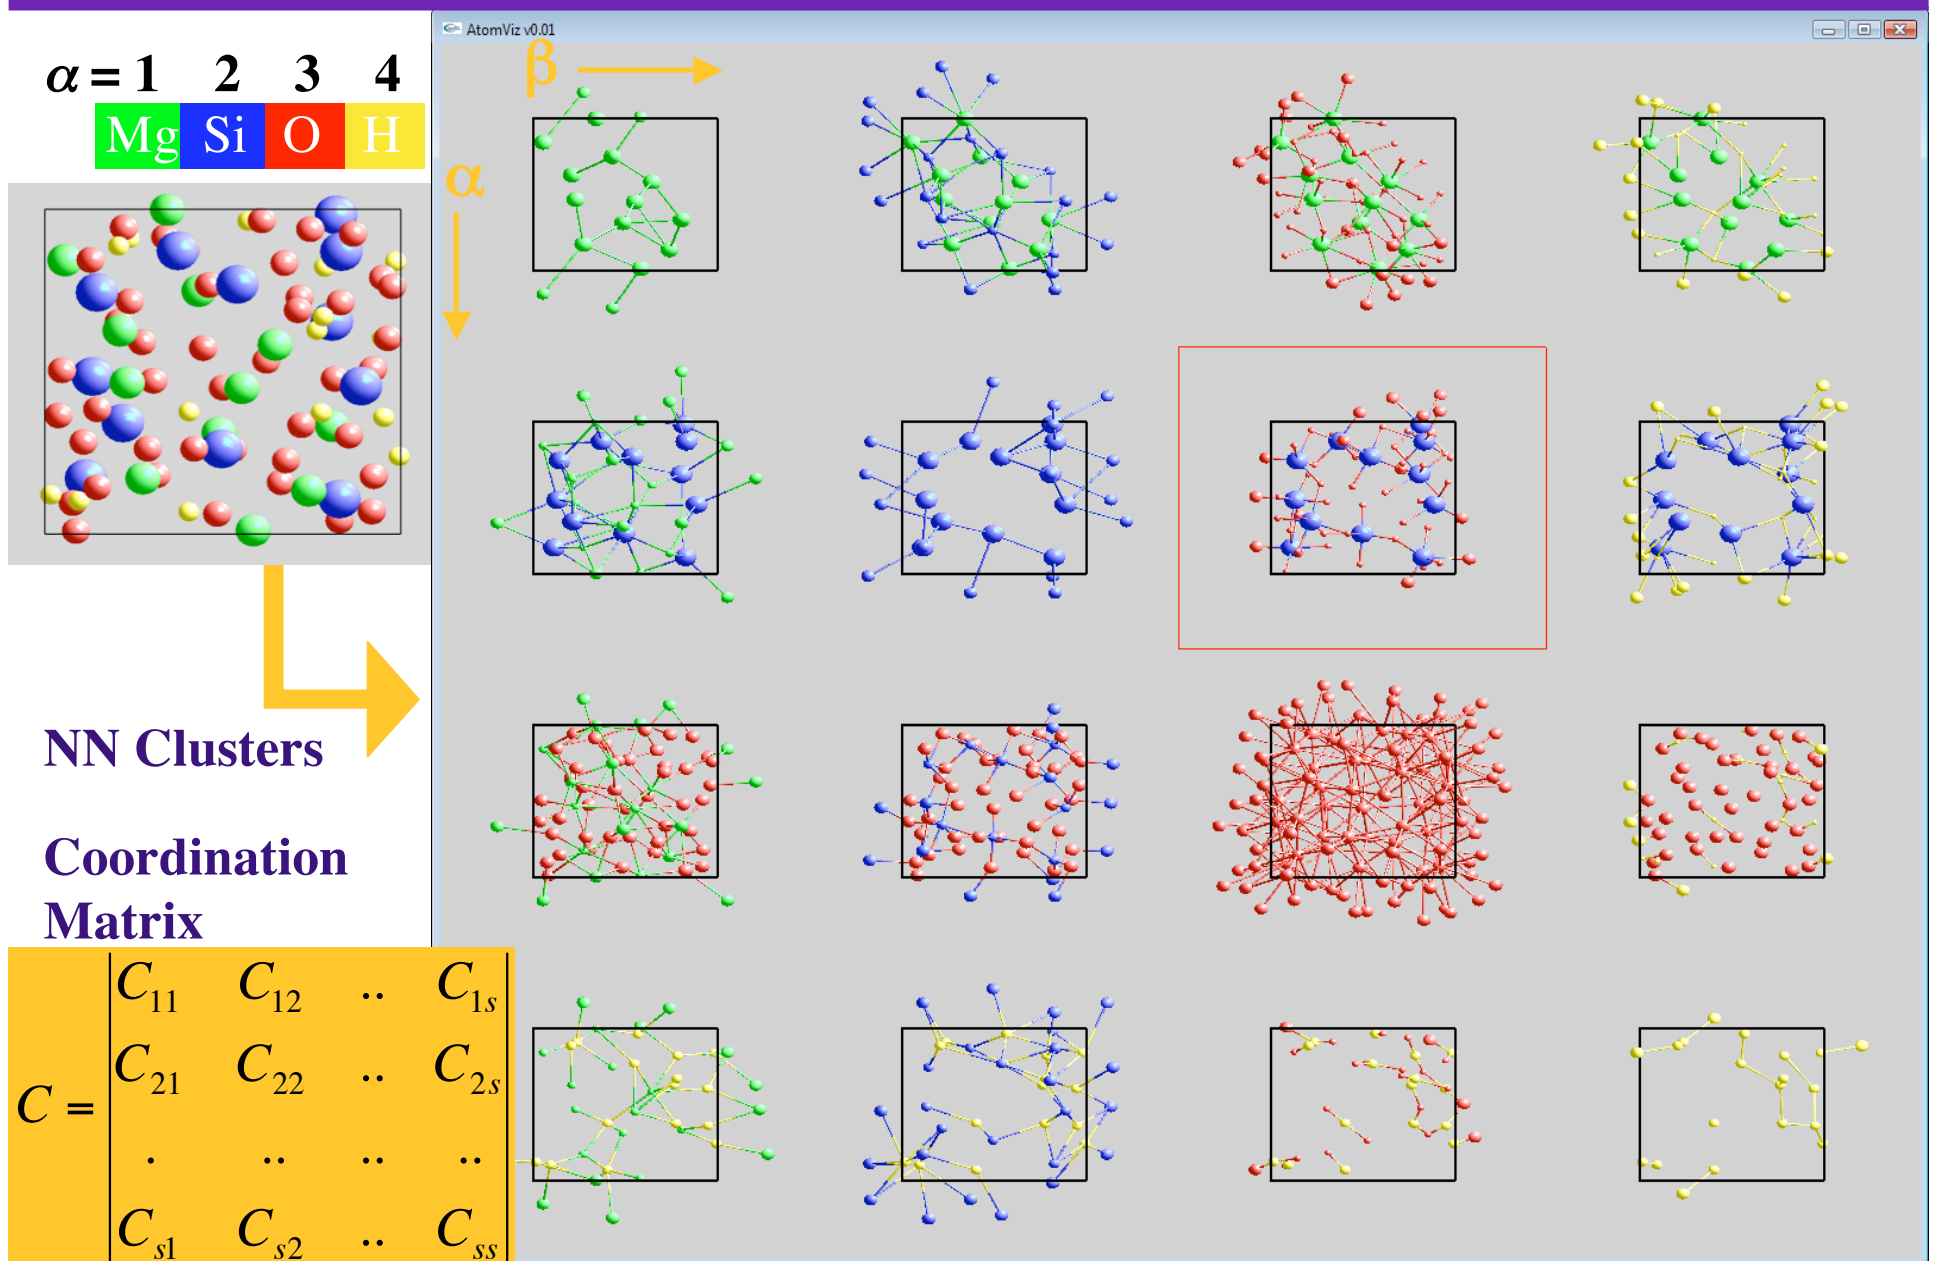 AtomViz v0.01
α = 1 2 3 4
Mg Si O H
β
α
NN Clusters
Coordination
Matrix
C =
C11 C12 .. C1s
C21 C22 .. C2s
. .. .. ..
Cs1 Cs2 .. Css